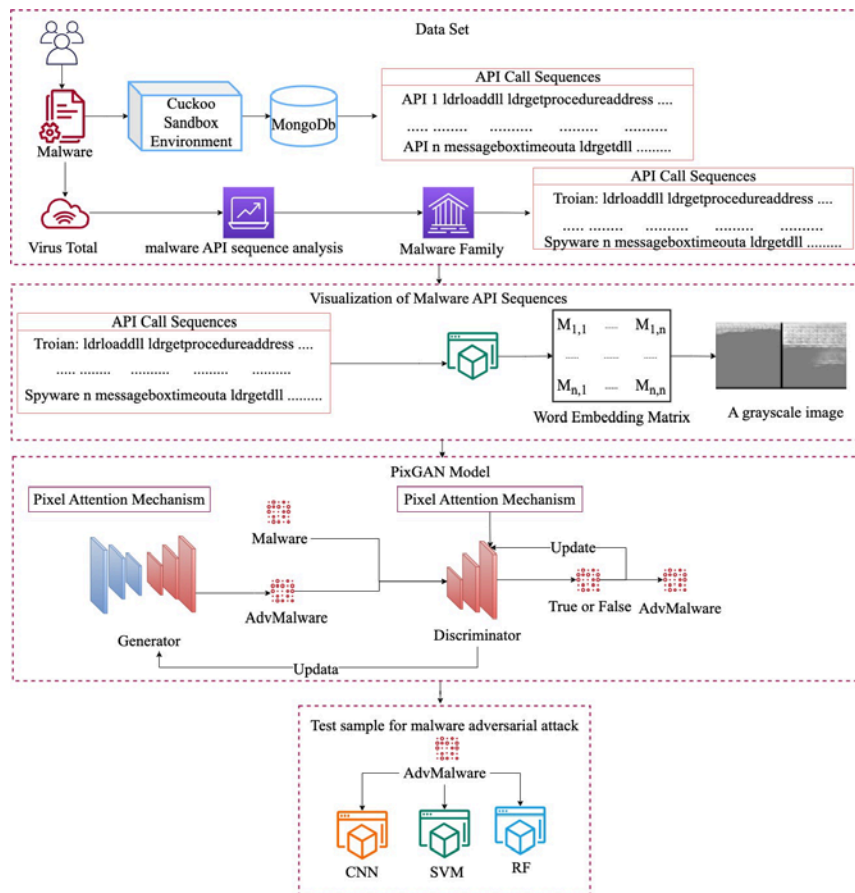 Data Set
Malware
Cuckoo
Sandbox
Environment
MongoDb
API Call Sequences
API 1 ldrloaddll ldrgetprocedureaddress ....
..... ........ ..... ......... ..........
API n messageboxtimeouta ldrgetdll .........
Virus Total
malware API sequence analysis
Malware Family
API Call Sequences
Troian: ldrloaddll ldrgetprocedureaddress ....
..... ........ ..... ......... ..........
Spyware n messageboxtimeouta ldrgetdll .........
Visualization of Malware API Sequences
API Call Sequences
Troian: ldrloaddll ldrgetprocedureaddress ....
..... ........ ..... ......... ..........
Spyware n messageboxtimeouta ldrgetdll .........
M1,1 ..... M1,n
..... ..... .....
Mn,1 ..... Mn,n
Word Embedding Matrix
A grayscale image
PixGAN Model
Pixel Attention Mechanism
Pixel Attention Mechanism
Malware
Update
AdvMalware
True or False
AdvMalware
Generator
Discriminator
Updata
Test sample for malware adversarial attack
AdvMalware
CNN
SVM
RF